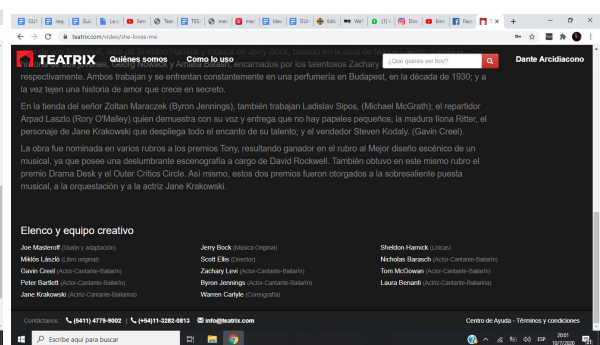 teatrix.com/video/she-loves-me
TEATRIX Quiénes somos Como lo uso ¿Que queres ver hoy? Dante Arcidiacono
respectivamente. Ambos trabajan y se enfrentan constantemente en una perfumería en Budapest, en la década de 1930; y a
la vez tejen una historia de amor que crece en secreto.
En la tienda del señor Zoltan Maraczek (Byron Jennings), también trabajan Ladislav Sipos, (Michael McGrath); el repartidor
Arpad Laszlo (Rory O'Malley) quien demuestra con su voz y entrega que no hay papeles pequeños; la madura Ilona Ritter, el
personaje de Jane Krakowski que despliega todo el encanto de su talento; y el vendedor Steven Kodaly. (Gavin Creel).
La obra fue nominada en varios rubros a los premios Tony, resultando ganador en el rubro al Mejor diseño escénico de un
musical, ya que posee una deslumbrante escenografía a cargo de David Rockwell. También obtuvo en este mismo rubro el
premio Drama Desk y el Outer Critics Circle. Así mismo, estos dos premios fueron otorgados a la sobresaliente puesta
musical, a la orquestación y a la actriz Jane Krakowski.
Elenco y equipo creativo
Joe Masteroff (Guión y adaptación) Jerry Bock (Música Original) Sheldon Harnick (Líricas)
Miklós László (Libro original) Scott Ellis (Director) Nicholas Barasch (Actor-Cantante-Bailarín)
Gavin Creel (Actor-Cantante-Bailarín) Zachary Levi (Actor-Cantante-Bailarín) Tom McGowan (Actor-Cantante-Bailarín)
Peter Bartlett (Actor-Cantante-Bailarín) Byron Jennings (Actor-Cantante-Bailarín) Laura Benanti (Actriz-Cantante-Bailarina)
Jane Krakowski (Actriz-Cantante-Bailarina) Warren Carlyle (Coreografía)
Contáctanos (5411) 4779-9002 (+54)11-3282-0813 info@teatrix.com Centro de Ayuda - Términos y condiciones
Escribe aquí para buscar ESP 20:01
10/7/2020